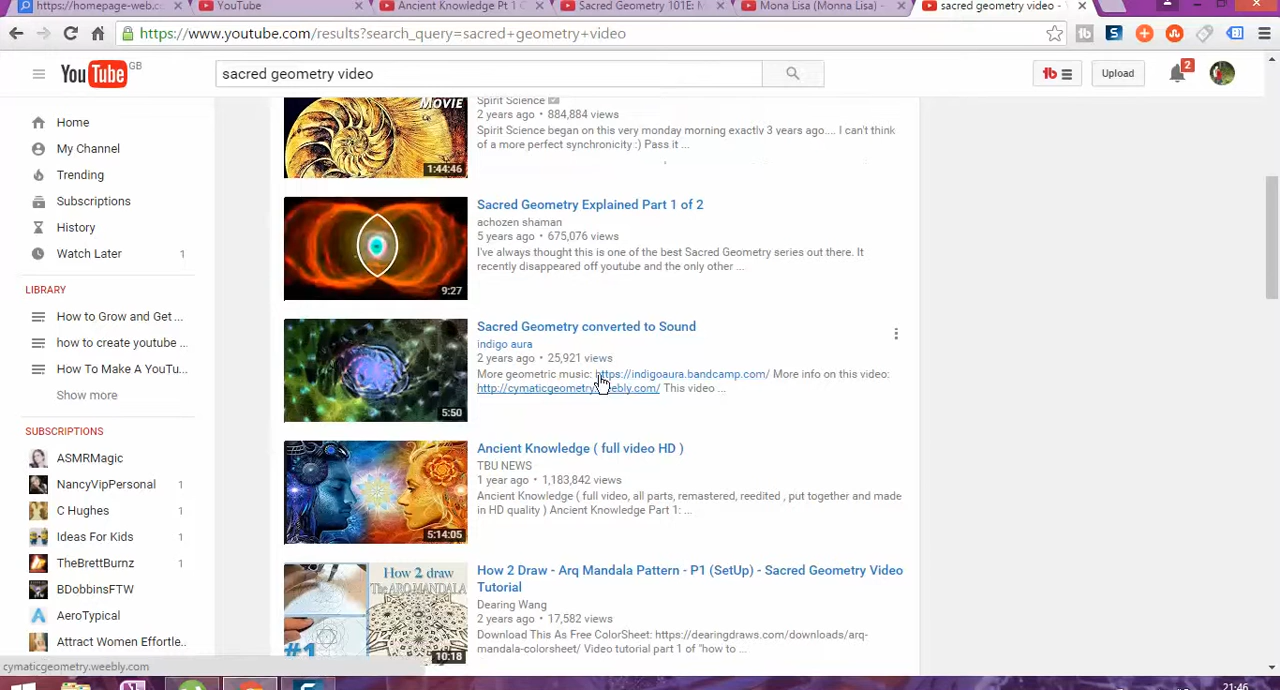 https://homepage-web.c
YouTube
Ancient Knowledge Pt 1
Sacred Geometry 101E: M
Mona Lisa (Monna Lisa) -
sacred geometry video -
https://www.youtube.com/results?search_query=sacred+geometry+video
YouTube GB
sacred geometry video
Upload
2
Home
My Channel
Trending
Subscriptions
History
Watch Later 1
LIBRARY
How to Grow and Get ...
how to create youtube ...
How To Make A YouTu...
Show more
SUBSCRIPTIONS
ASMRMagic
NancyVipPersonal 1
C Hughes 1
Ideas For Kids 1
TheBrettBurnz 1
BDobbinsFTW
AeroTypical
Attract Women Effortle..
MOVIE
1:44:46
Spirit Science
2 years ago • 884,884 views
Spirit Science began on this very monday morning exactly 3 years ago.... I can't think
of a more perfect synchronicity :) Pass it ...
9:27
Sacred Geometry Explained Part 1 of 2
achozen shaman
5 years ago • 675,076 views
I've always thought this is one of the best Sacred Geometry series out there. It
recently disappeared off youtube and the only other ...
5:50
Sacred Geometry converted to Sound
indigo aura
2 years ago • 25,921 views
More geometric music: https://indigoaura.bandcamp.com/ More info on this video:
http://cymaticgeometry.weebly.com/ This video ...
5:14:05
Ancient Knowledge ( full video HD )
TBU NEWS
1 year ago • 1,183,842 views
Ancient Knowledge ( full video, all parts, remastered, reedited , put together and made
in HD quality ) Ancient Knowledge Part 1: ...
How 2 draw
The ARQ MANDALA
#1
10:18
How 2 Draw - Arq Mandala Pattern - P1 (SetUp) - Sacred Geometry Video
Tutorial
Dearing Wang
2 years ago • 17,582 views
Download This As Free ColorSheet: https://dearingdraws.com/downloads/arq-
mandala-colorsheet/ Video tutorial part 1 of "how to ...
cymaticgeometry.weebly.com
21:46